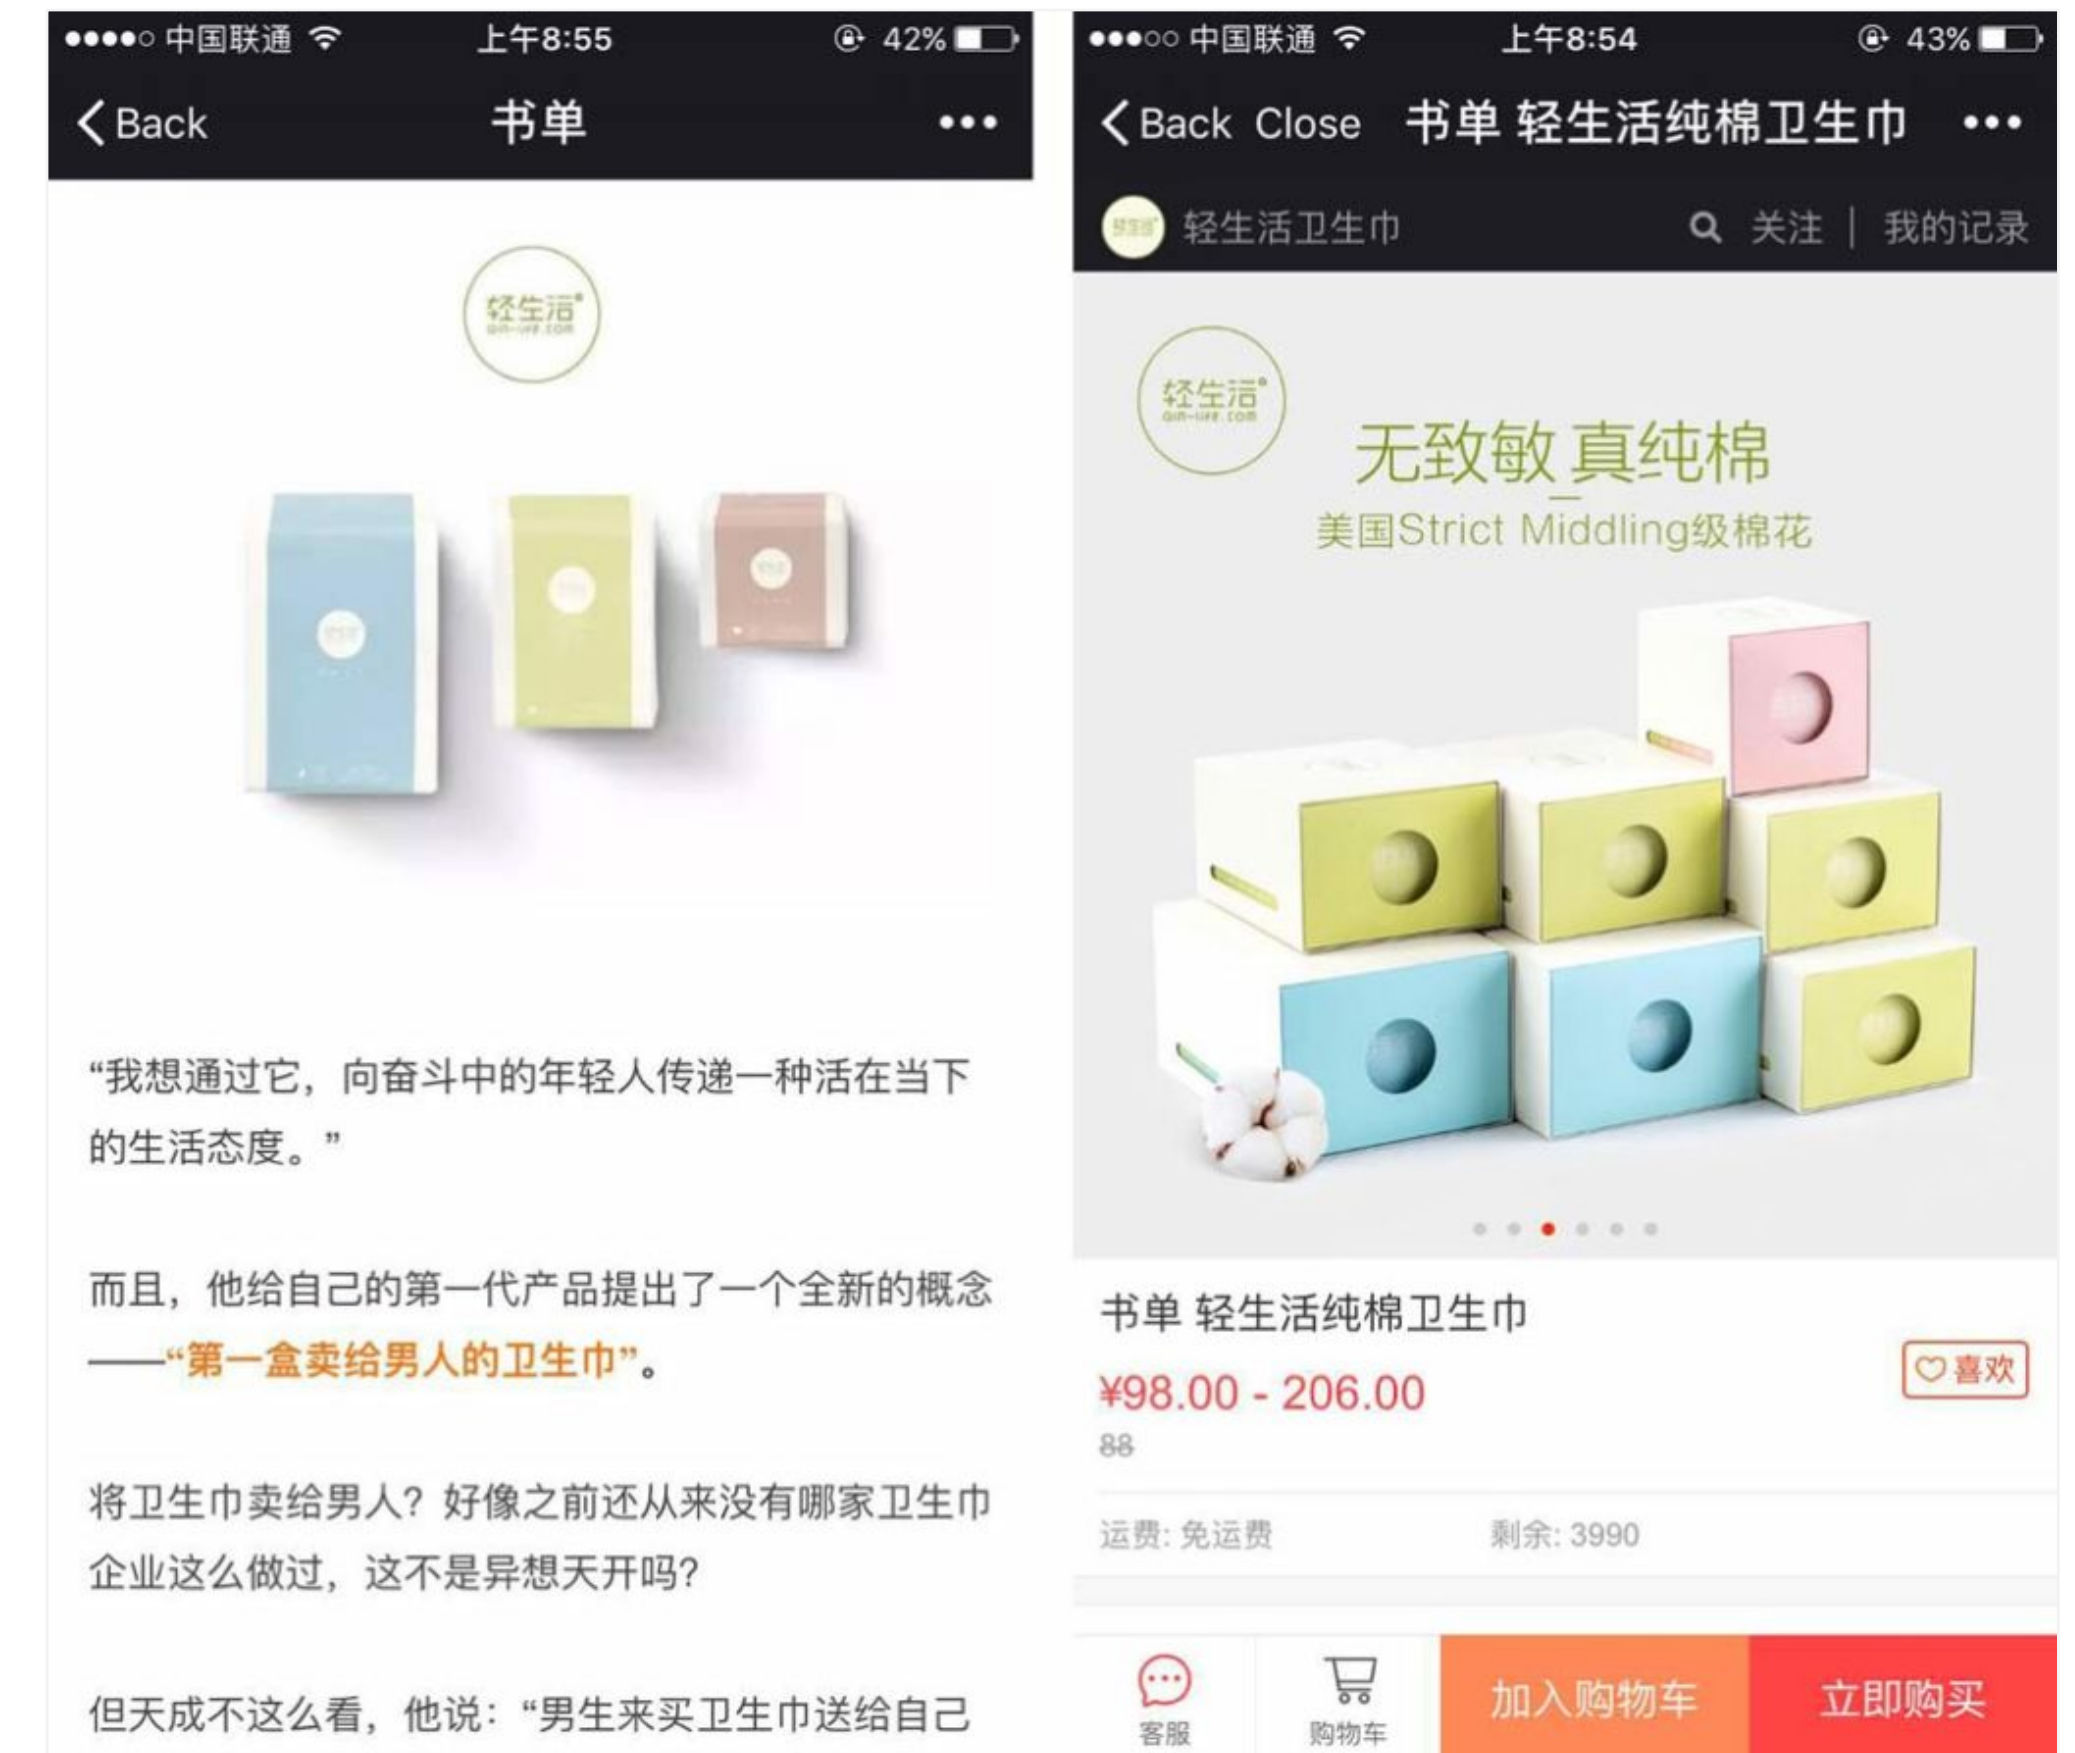 中国联通
上午8:55
42%
Back
书单
轻生活
qin-life.com
“我想通过它，向奋斗中的年轻人传递一种活在当下
的生活态度。”
而且，他给自己的第一代产品提出了一个全新的概念
——“第一盒卖给男人的卫生巾”。
将卫生巾卖给男人？好像之前还从来没有哪家卫生巾
企业这么做过，这不是异想天开吗？
但天成不这么看，他说：“男生来买卫生巾送给自己
中国联通
上午8:54
43%
Back Close 书单 轻生活纯棉卫生巾
轻生活卫生巾
关注 | 我的记录
轻生活
qin-life.com
无致敏 真纯棉
美国Strict Middling级棉花
书单 轻生活纯棉卫生巾
¥98.00 - 206.00
喜欢
88
运费: 免运费
剩余: 3990
客服
购物车
加入购物车
立即购买